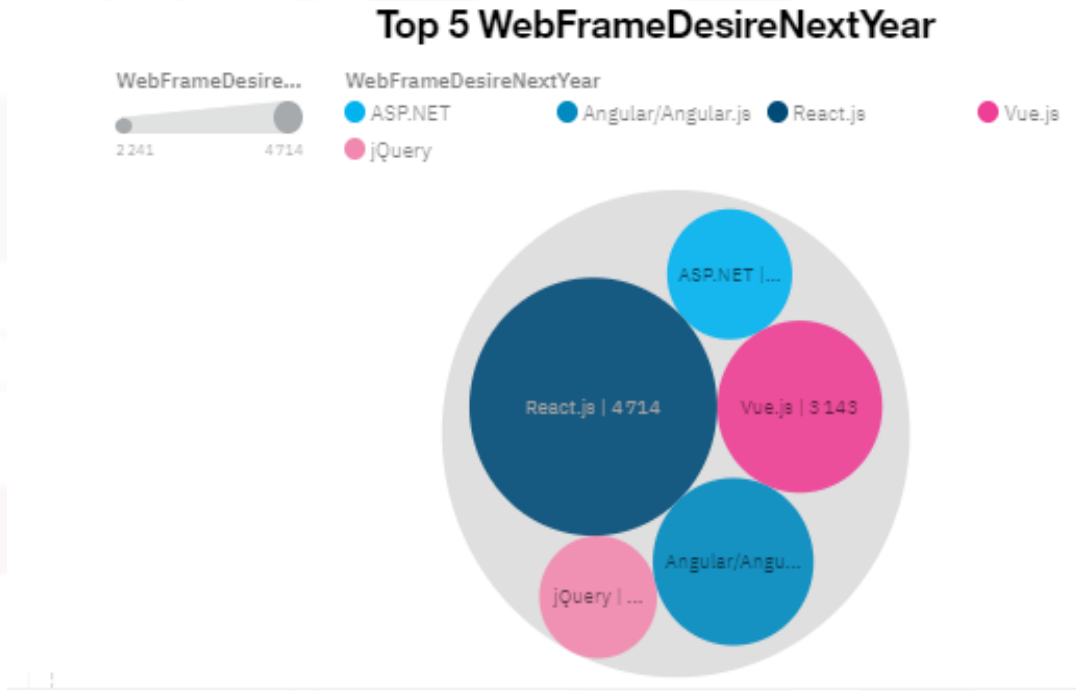 Top 5 WebFrameDesireNextYear
WebFrameDesire...
2 241 4 714
WebFrameDesireNextYear
ASP.NET Angular/Angular.js React.js Vue.js
jQuery
ASP.NET |...
React.js | 4 714
Vue.js | 3 143
Angular/Angu...
jQuery | ...